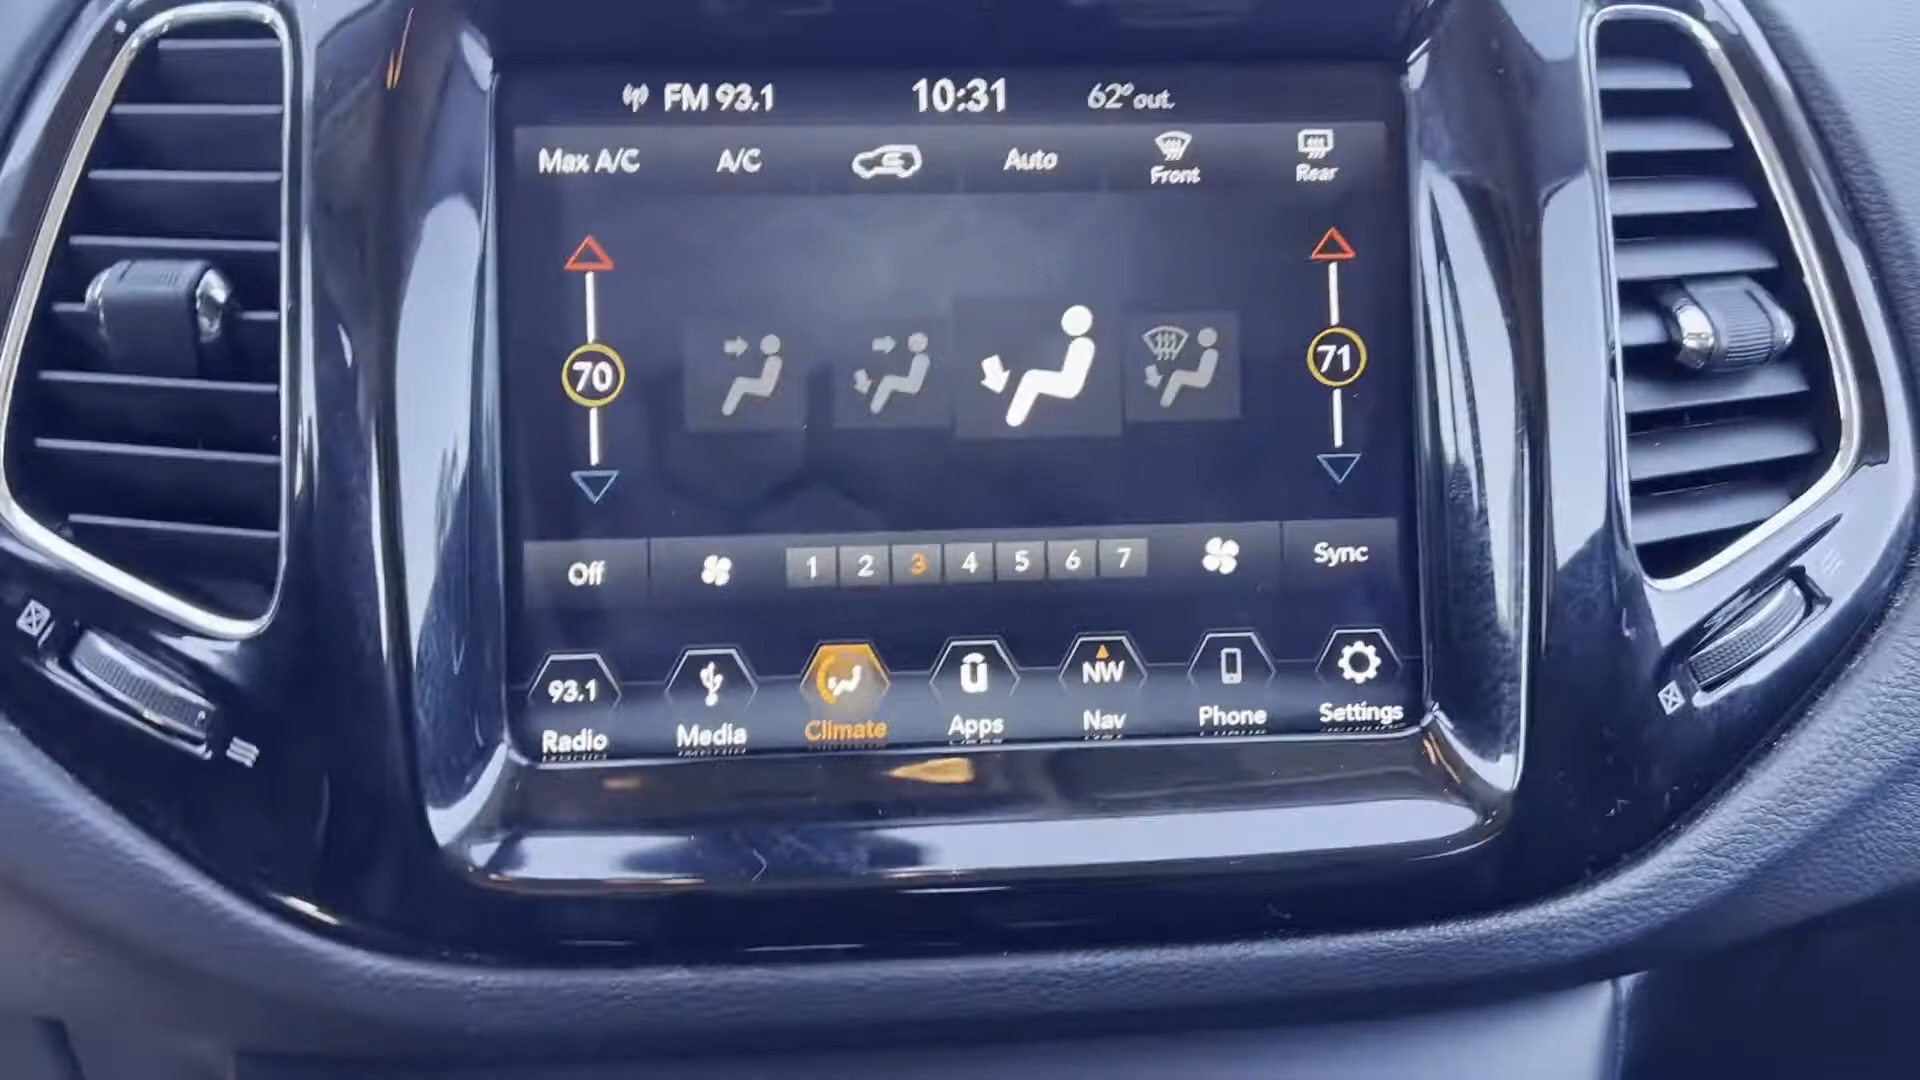 FM 93.1 10:31 62° out.
Max A/C A/C Auto Front Rear
70 71
Off 1 2 3 4 5 6 7 Sync
93.1 NW
Radio Media Climate Apps Nav Phone Settings